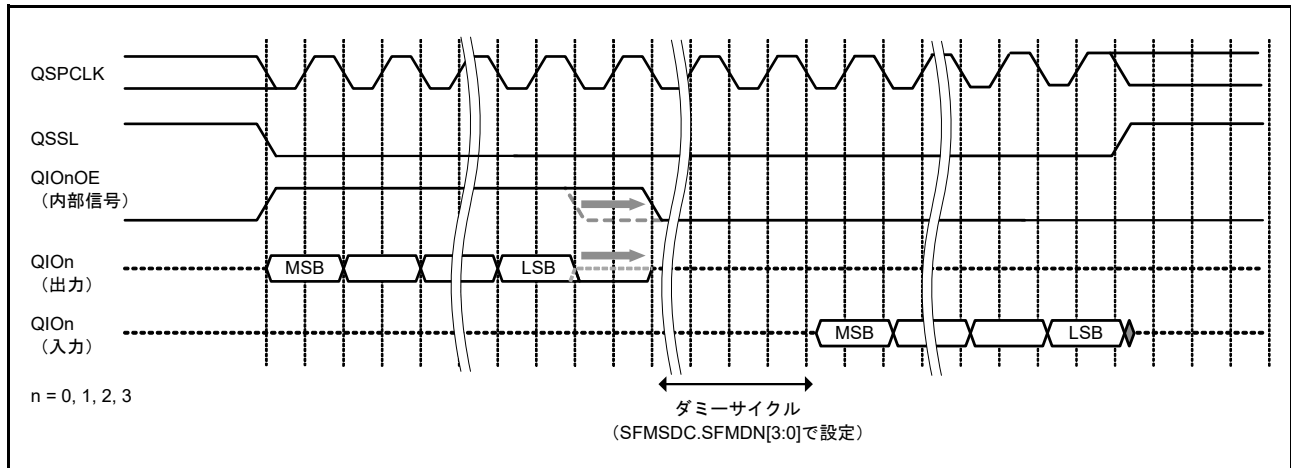 QSPCLK
QSSL
QIOnOE
（内部信号）
QIOn
（出力）
MSB
LSB
QIOn
（入力）
MSB
LSB
n = 0, 1, 2, 3
ダミーサイクル
（SFMSDC.SFMDN[3:0]で設定）